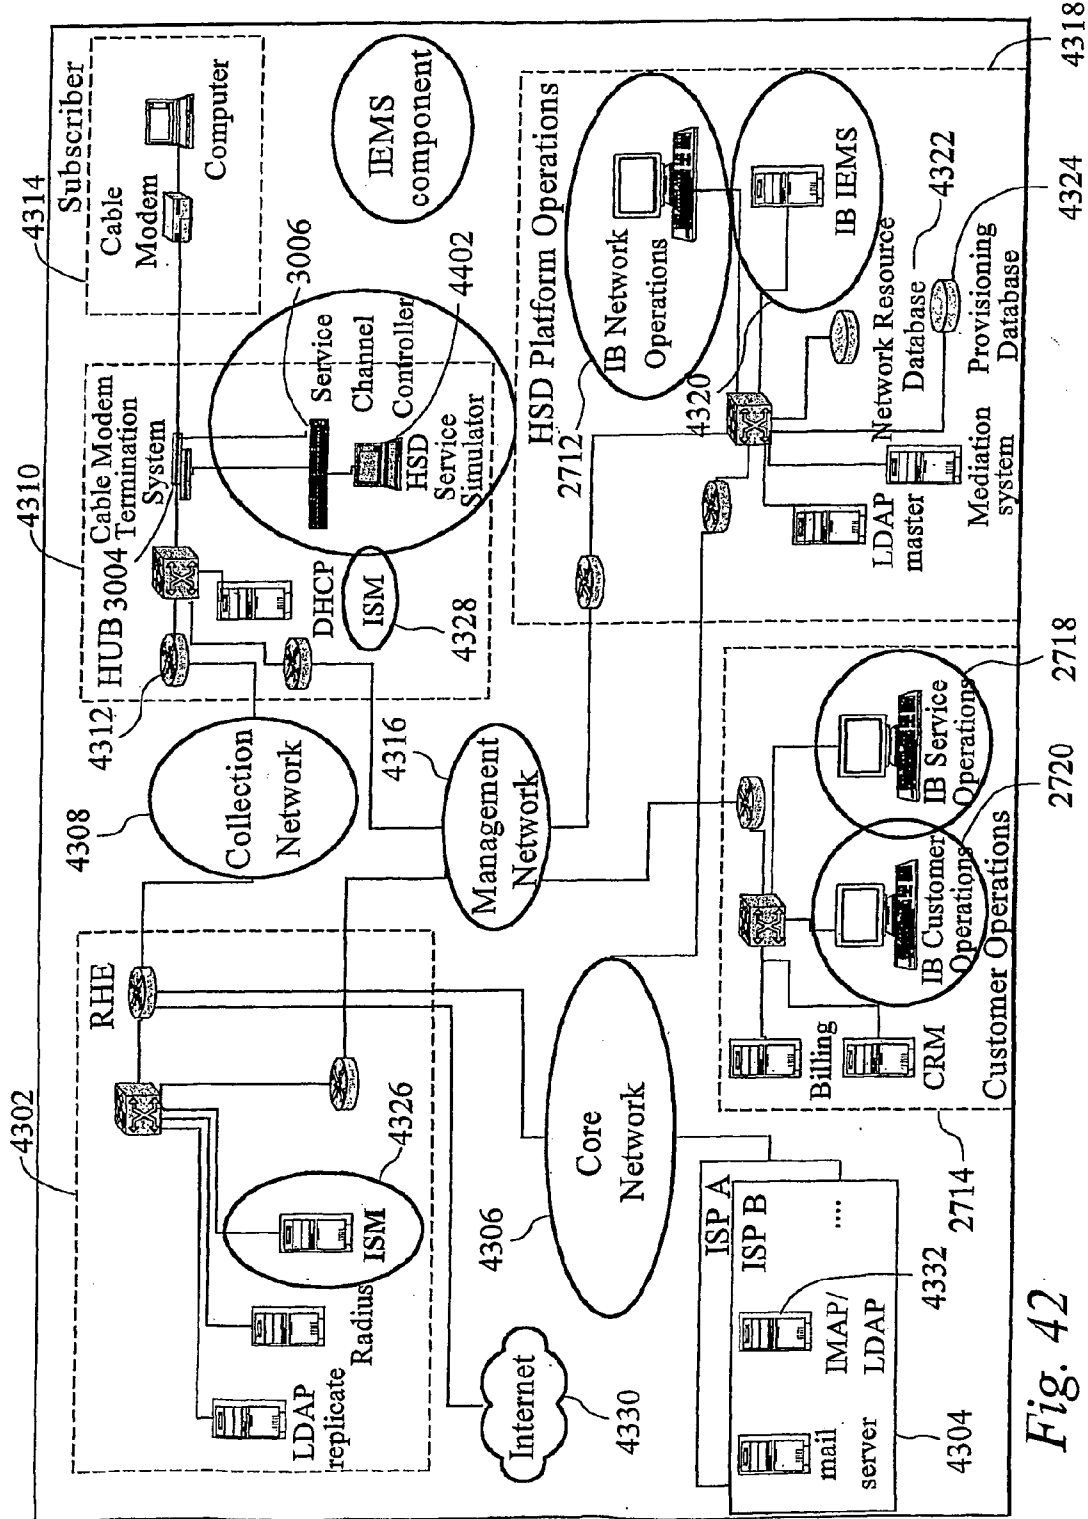 4302
RHE
LDAP
replicate
Radius
ISM
4326
Internet
4330
4308
Collection
Network
4312
4310
HUB
3004
Cable Modem
Termination
System
DHCP
ISM
4328
Service
Channel
Controller
3006
HSD
Service
Simulator
4402
4314
Subscriber
Cable
Modem
Computer
IEMS
component
4316
Management
Network
4306
Core
Network
ISP A
ISP B
....
mail
server
IMAP/
LDAP
4332
4304
2714
Billing
CRM
IB Customer
Operations
2720
IB Service
Operations
2718
Customer Operations
HSD Platform Operations
4318
2712
IB Network
Operations
4320
IB IEMS
Network Resource
Database
4322
Provisioning
Database
4324
LDAP
master
Mediation
system
Fig. 42